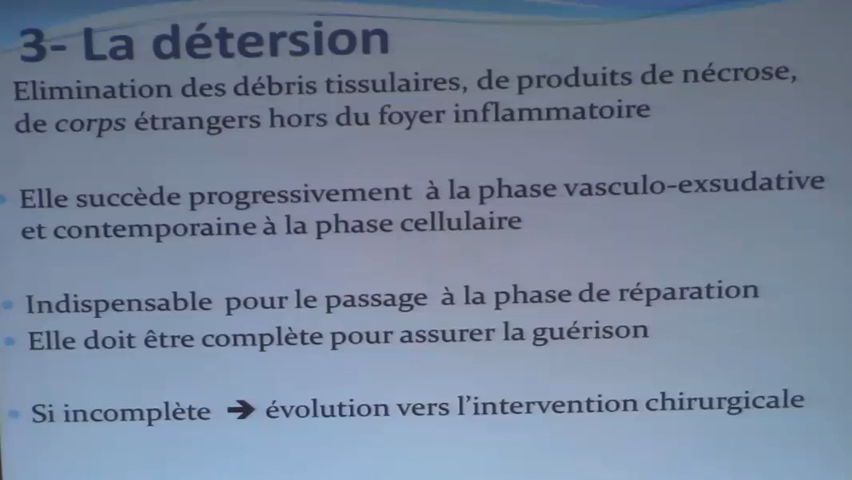 3- La détersion
Elimination des débris tissulaires, de produits de nécrose,
de corps étrangers hors du foyer inflammatoire
• Elle succède progressivement à la phase vasculo-exsudative
et contemporaine à la phase cellulaire
• Indispensable pour le passage à la phase de réparation
• Elle doit être complète pour assurer la guérison
• Si incomplète ➔ évolution vers l'intervention chirurgicale